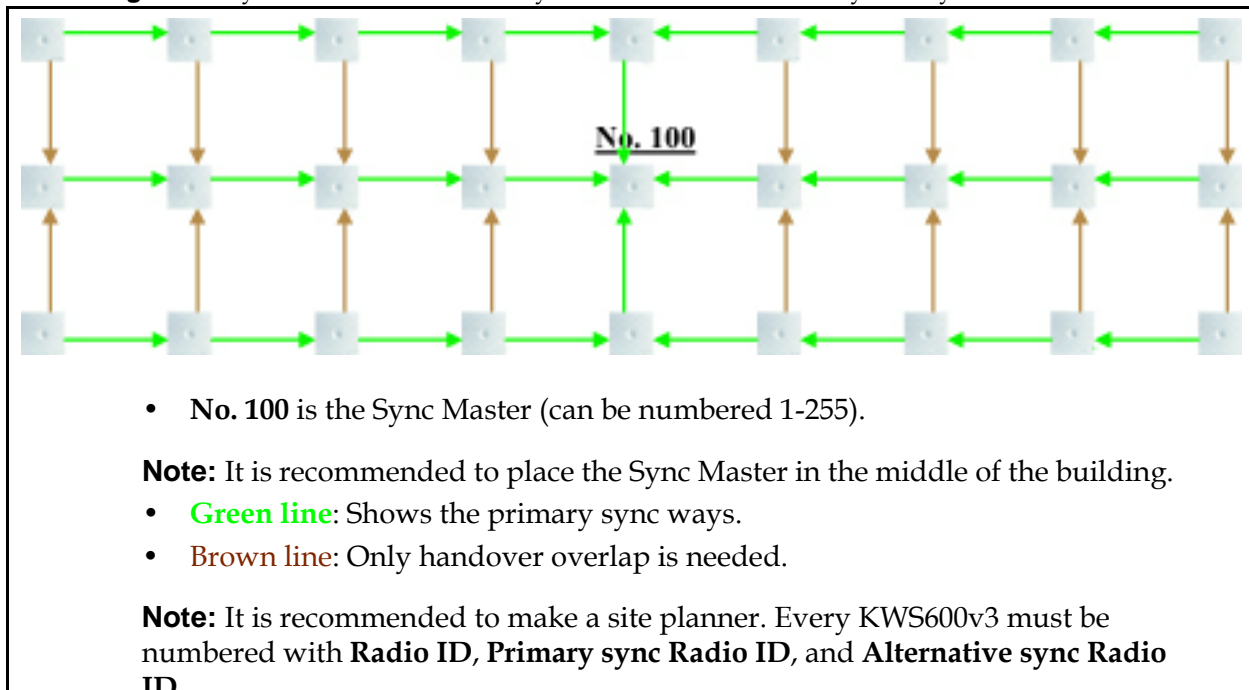 No. 100
• No. 100 is the Sync Master (can be numbered 1-255).
Note: It is recommended to place the Sync Master in the middle of the building.
• Green line: Shows the primary sync ways.
• Brown line: Only handover overlap is needed.
Note: It is recommended to make a site planner. Every KWS600v3 must be
numbered with Radio ID, Primary sync Radio ID, and Alternative sync Radio
ID